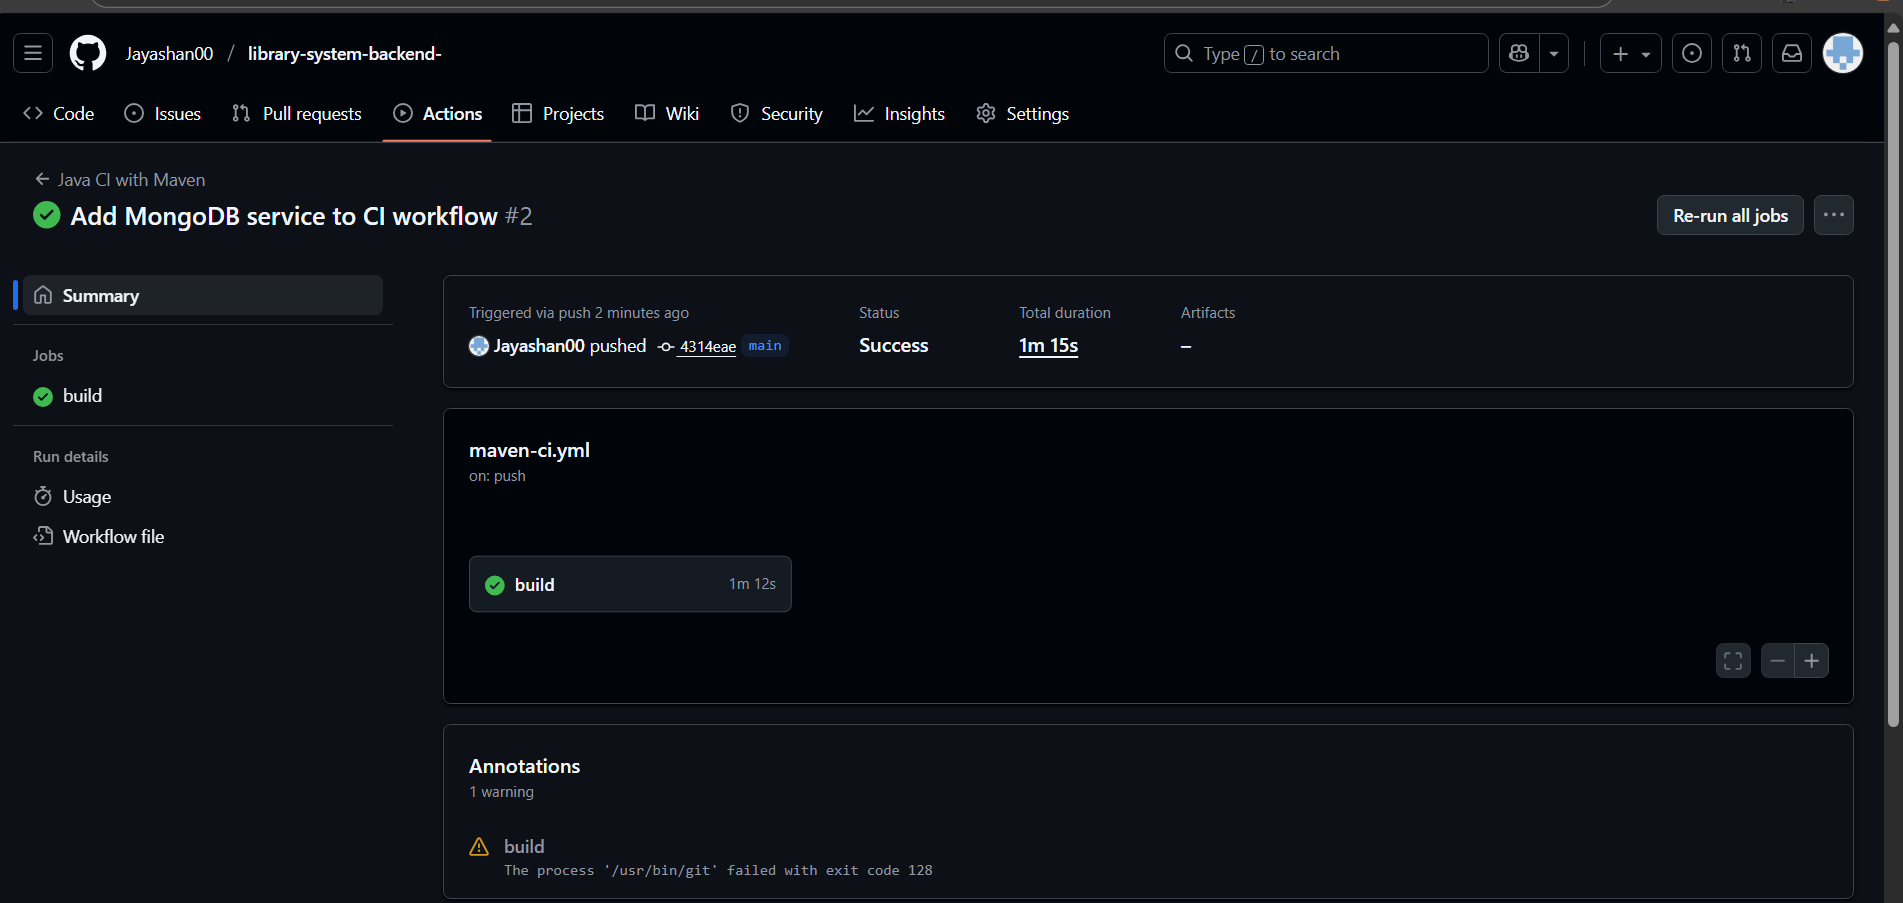 Jayashan00 / library-system-backend-
Type / to search
Code Issues Pull requests Actions Projects Wiki Security Insights Settings
Java CI with Maven
Add MongoDB service to CI workflow #2
Re-run all jobs
Summary
Jobs
build
Run details
Usage
Workflow file
Triggered via push 2 minutes ago
Jayashan00 pushed 4314eae main
Status
Success
Total duration
1m 15s
Artifacts
–
maven-ci.yml
on: push
build 1m 12s
Annotations
1 warning
build
The process '/usr/bin/git' failed with exit code 128